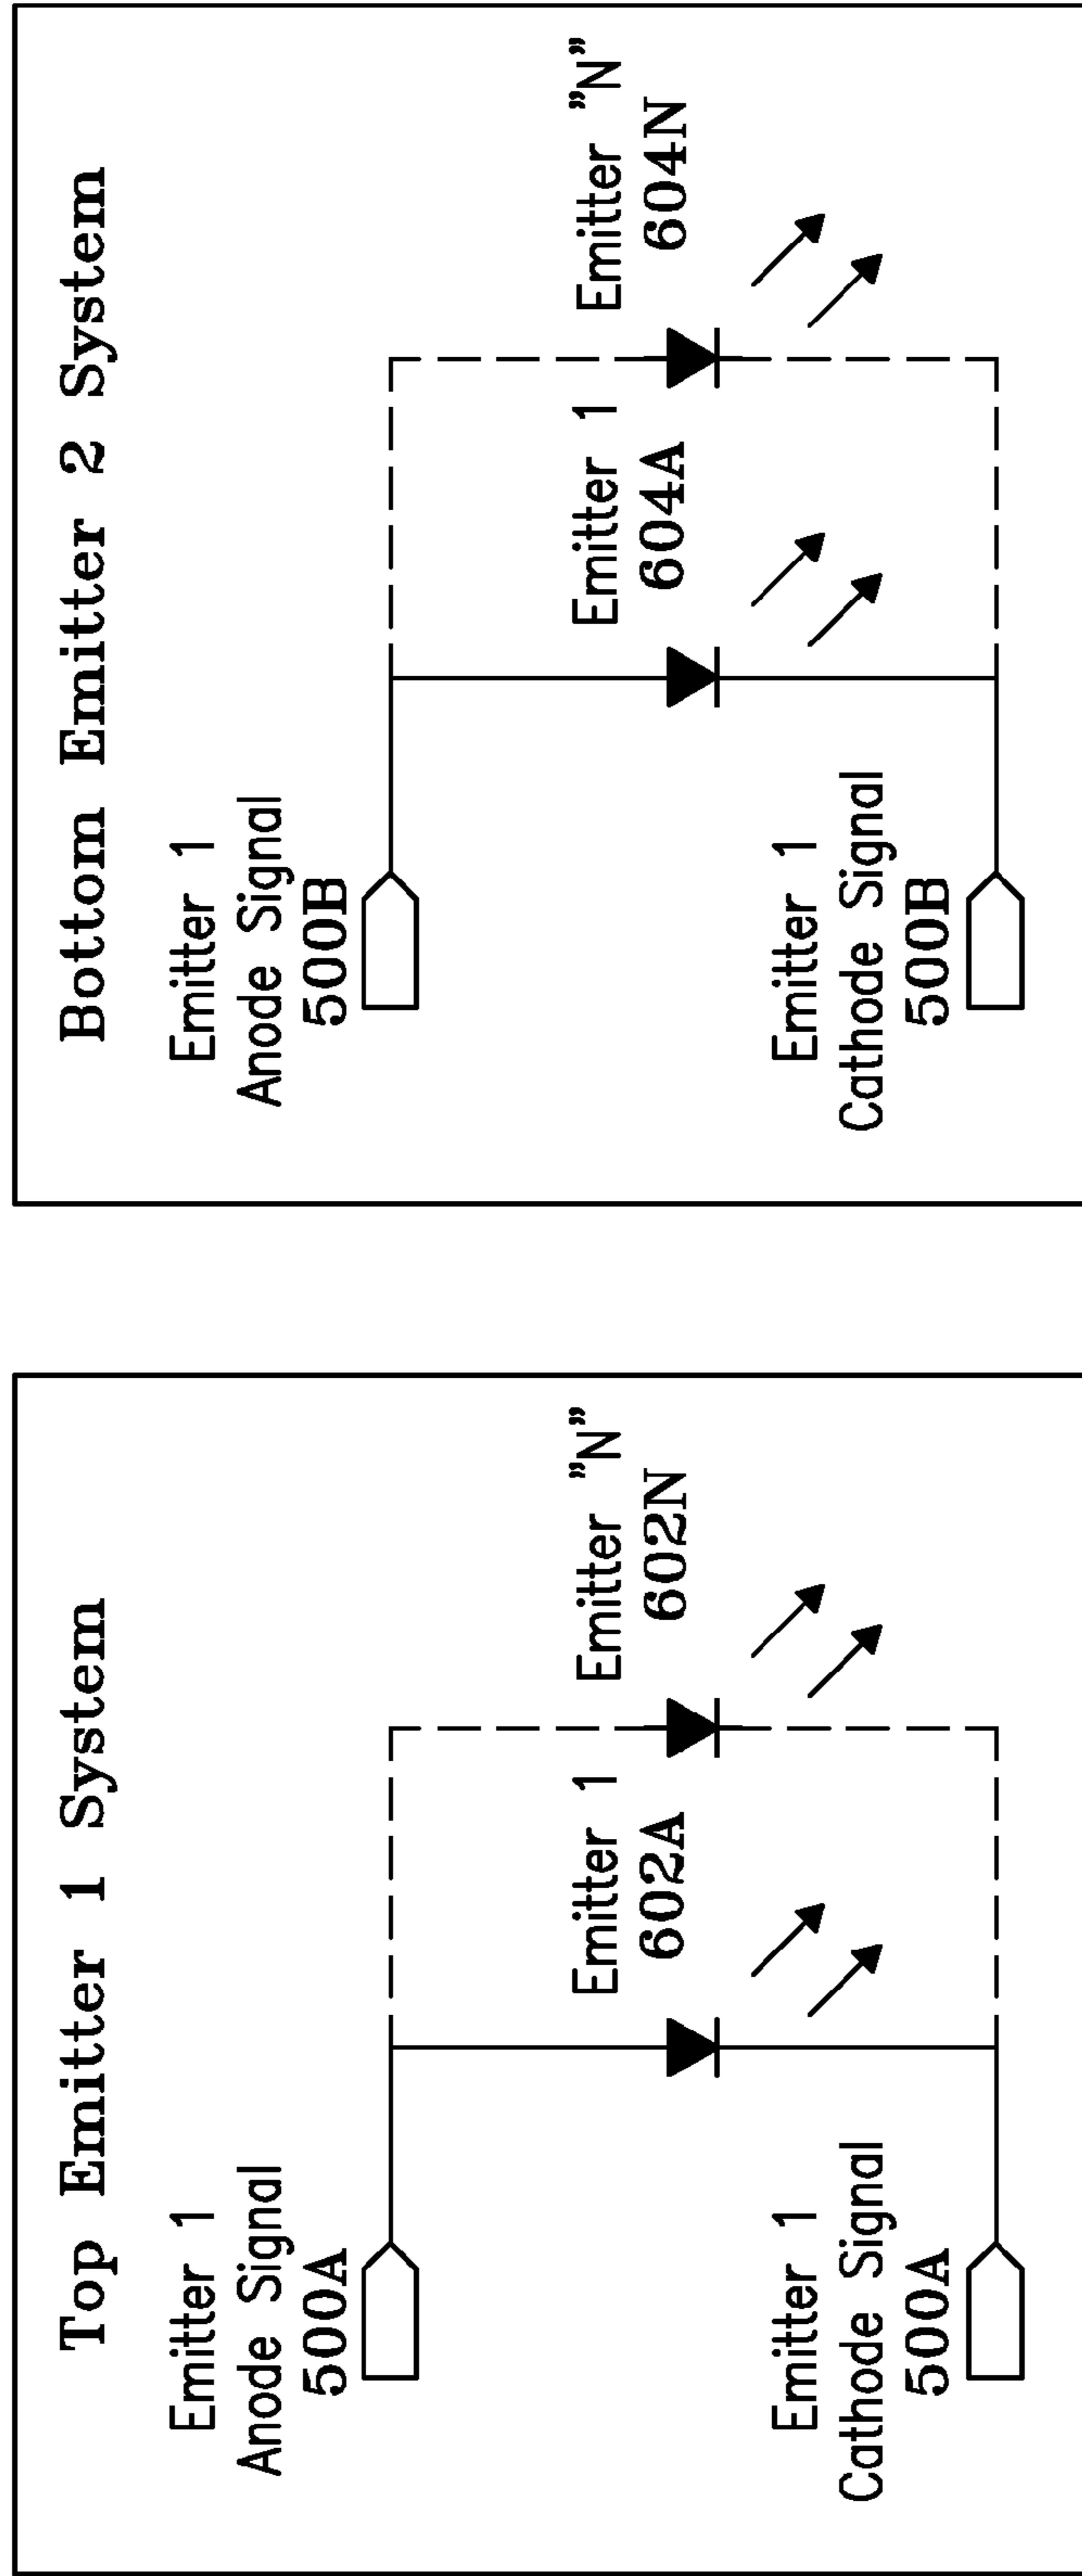 Top Emitter 1 System
Emitter 1
Anode Signal
500A
Emitter 1
602A
Emitter "N"
602N
Emitter 1
Cathode Signal
500A
Bottom Emitter 2 System
Emitter 1
Anode Signal
500B
Emitter 1
604A
Emitter "N"
604N
Emitter 1
Cathode Signal
500B